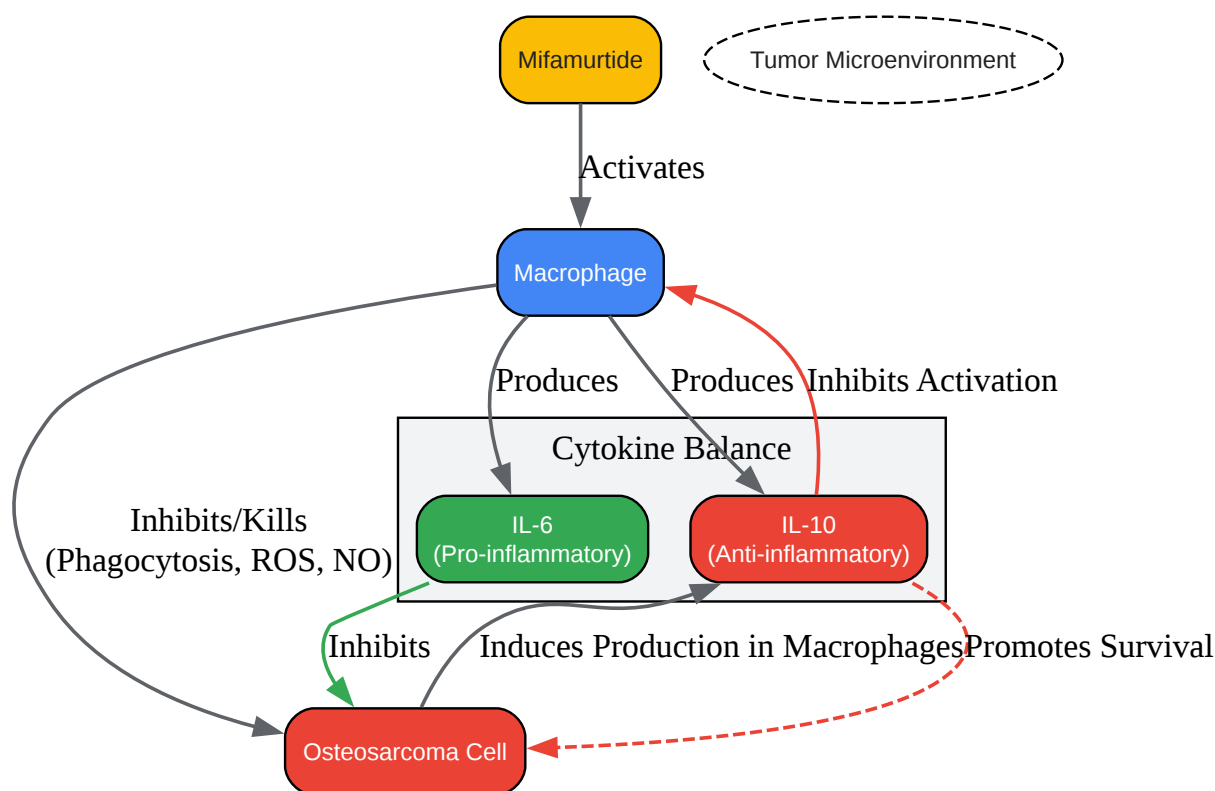 Mifamurtide
Tumor Microenvironment
Activates
Macrophage
Produces
Produces
Inhibits Activation
Cytokine Balance
Inhibits/Kills
(Phagocytosis, ROS, NO)
IL-6
(Pro-inflammatory)
IL-10
(Anti-inflammatory)
Inhibits
Induces Production in Macrophages
Promotes Survival
Osteosarcoma Cell